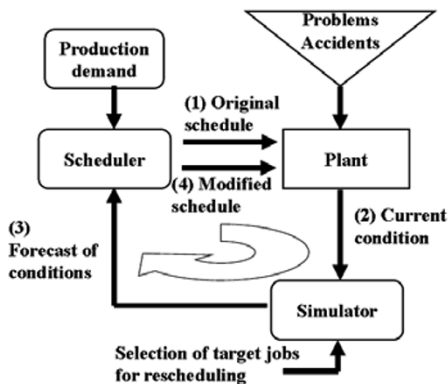 Problems
Accidents
Production
demand
(1) Original
schedule
Scheduler
Plant
(4) Modified
schedule
(3)
Forecast of
conditions
(2) Current
condition
Simulator
Selection of target jobs
for rescheduling